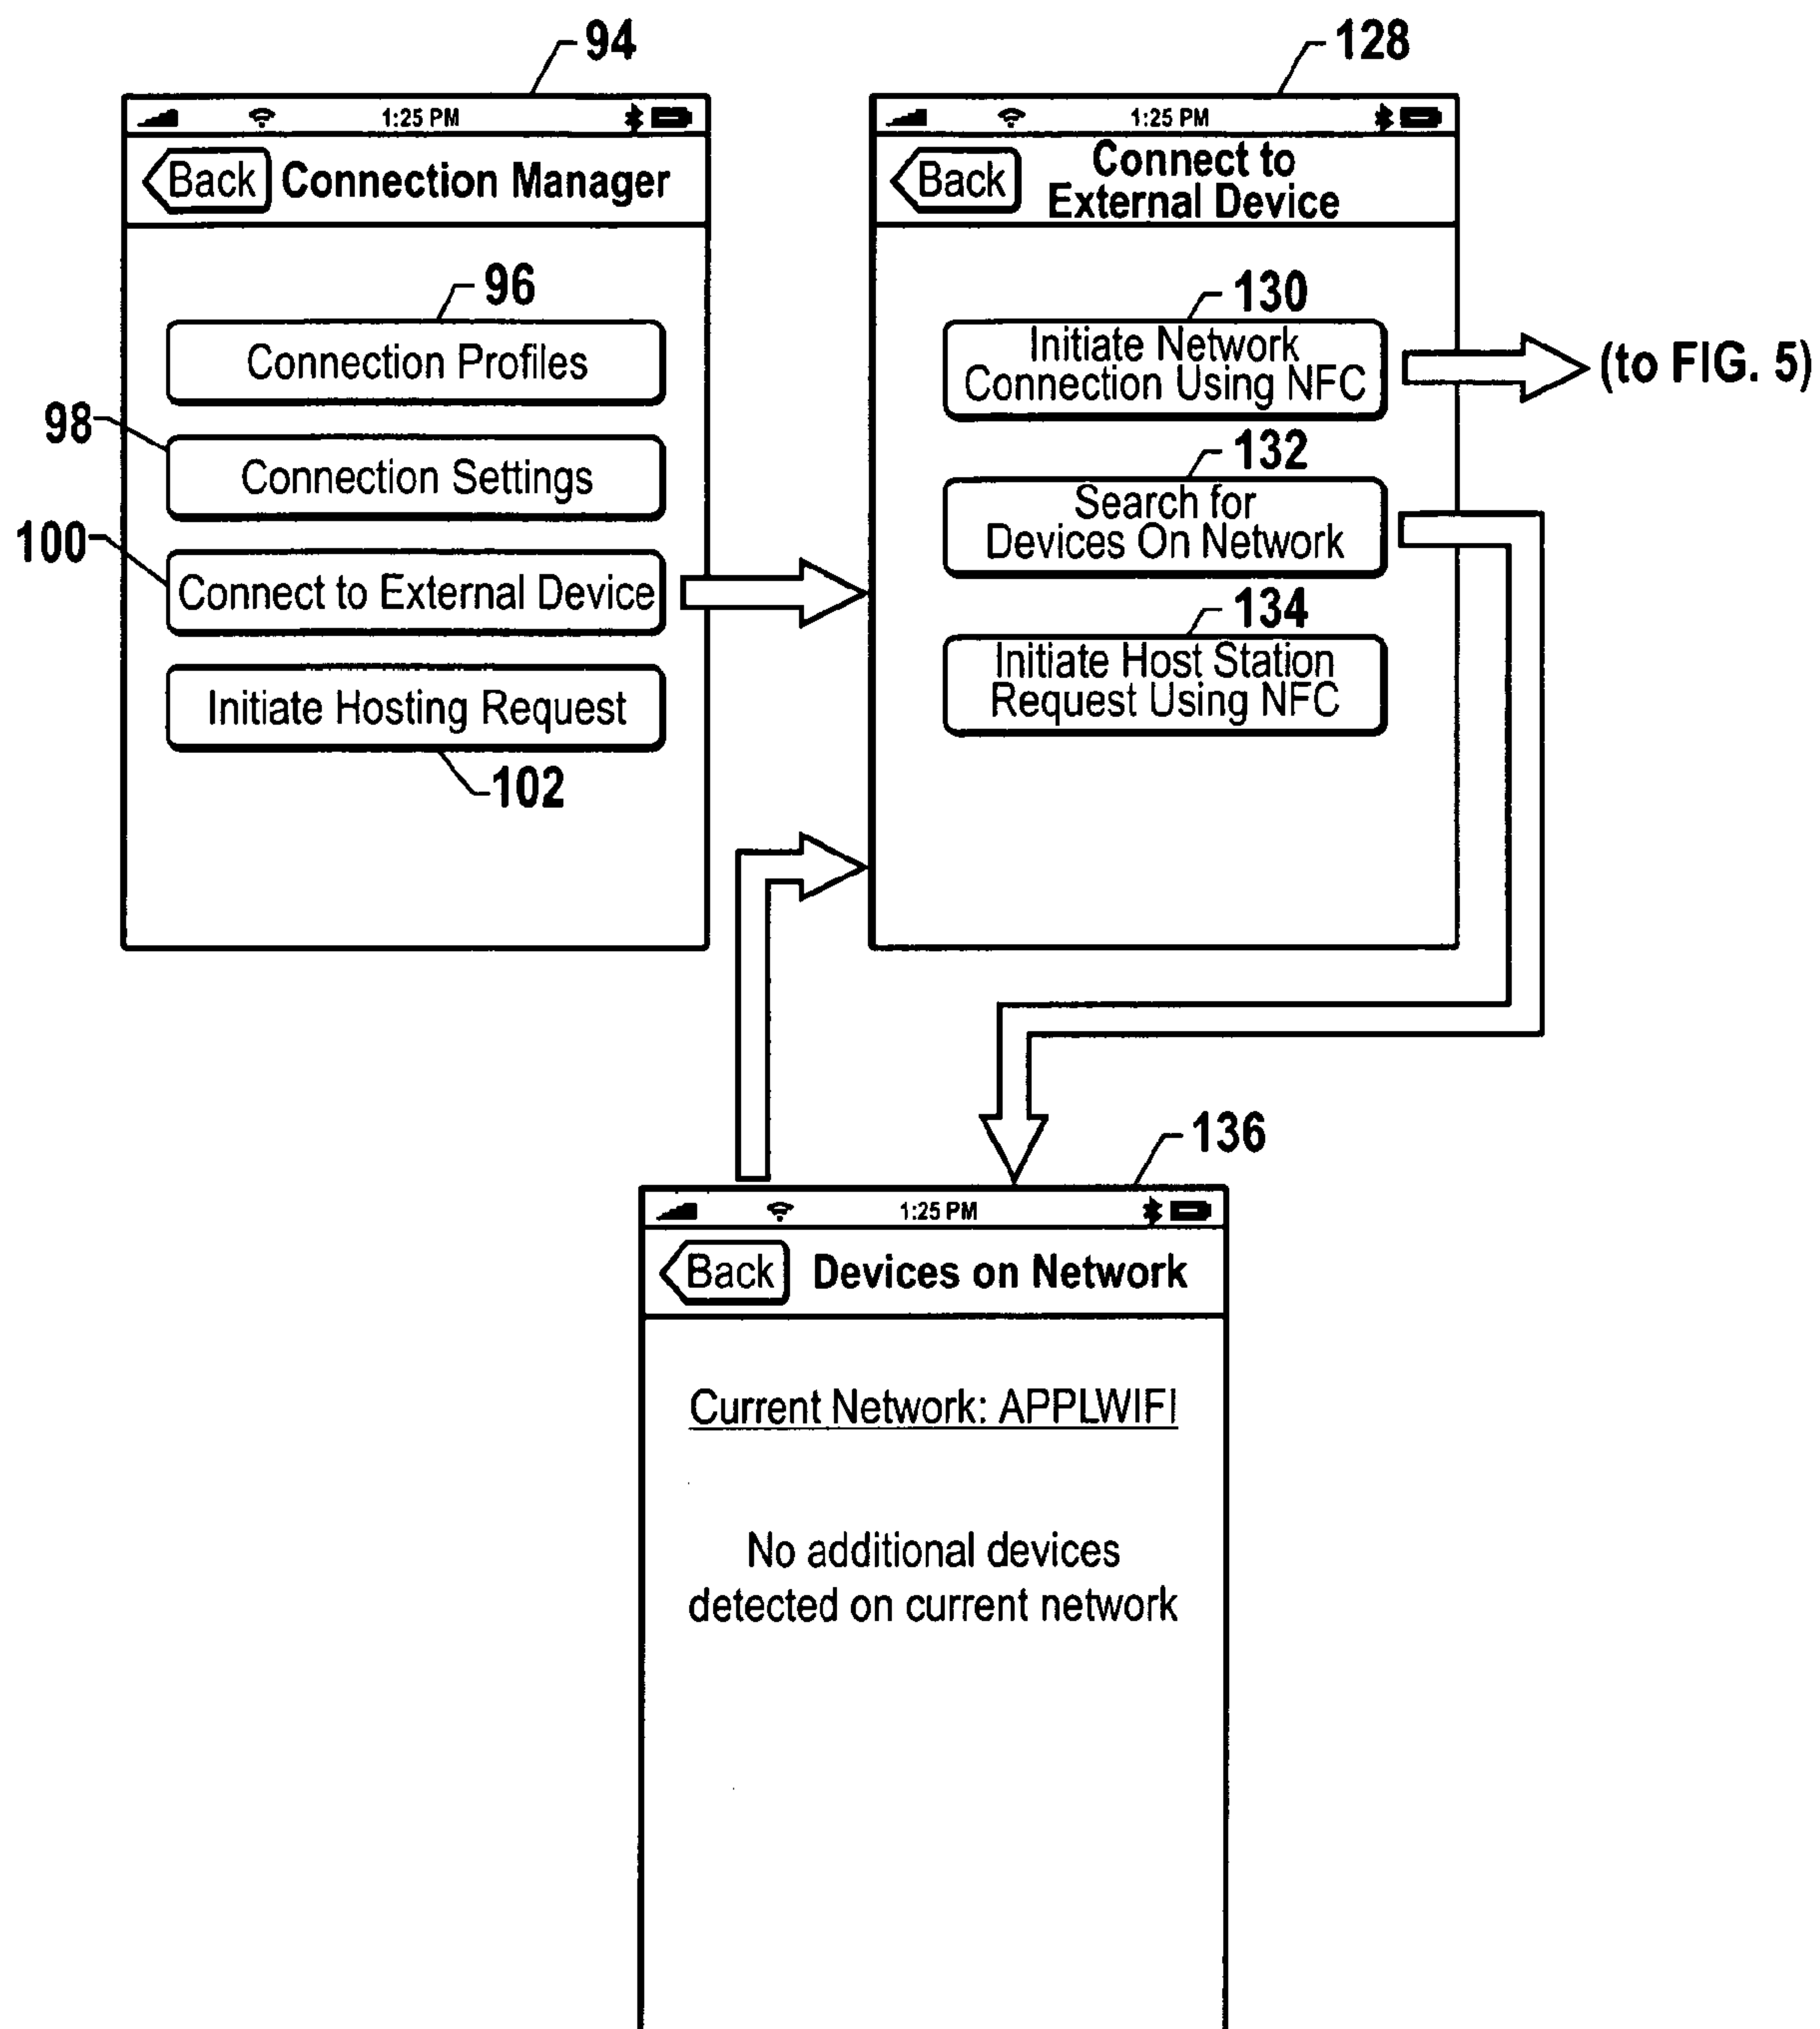 94
1:25 PM
Back
Connection Manager
96
Connection Profiles
98
Connection Settings
100
Connect to External Device
Initiate Hosting Request
102
128
1:25 PM
Back
Connect to
External Device
130
Initiate Network
Connection Using NFC
(to FIG. 5)
132
Search for
Devices On Network
134
Initiate Host Station
Request Using NFC
136
1:25 PM
Back
Devices on Network
Current Network: APPLWIFI
No additional devices
detected on current network